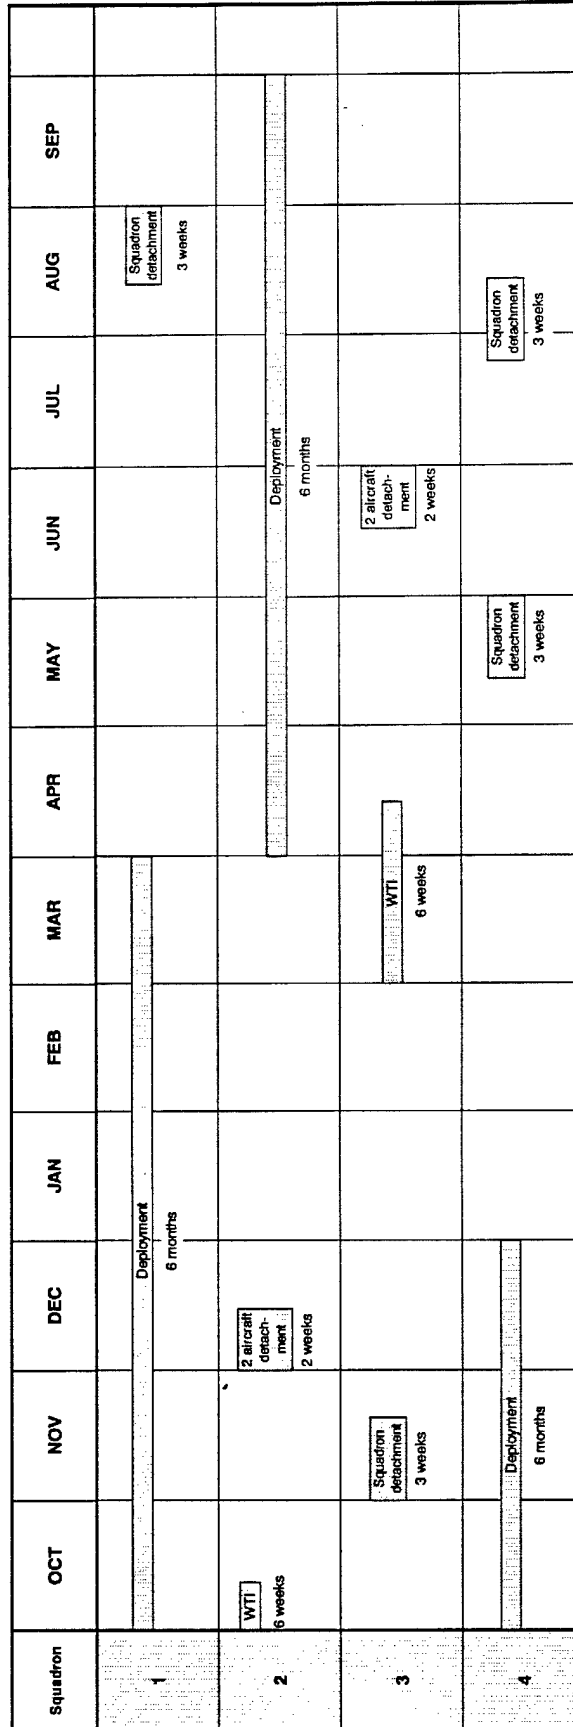 Squadron
OCT
NOV
DEC
JAN
FEB
MAR
APR
MAY
JUN
JUL
AUG
SEP
1
Deployment
6 months
Squadron
detachment
3 weeks
2
WTI
6 weeks
2 aircraft
detach-
ment
2 weeks
Deployment
6 months
3
Squadron
detachment
3 weeks
WTI
6 weeks
2 aircraft
detach-
ment
2 weeks
4
Deployment
6 months
Squadron
detachment
3 weeks
Squadron
detachment
3 weeks